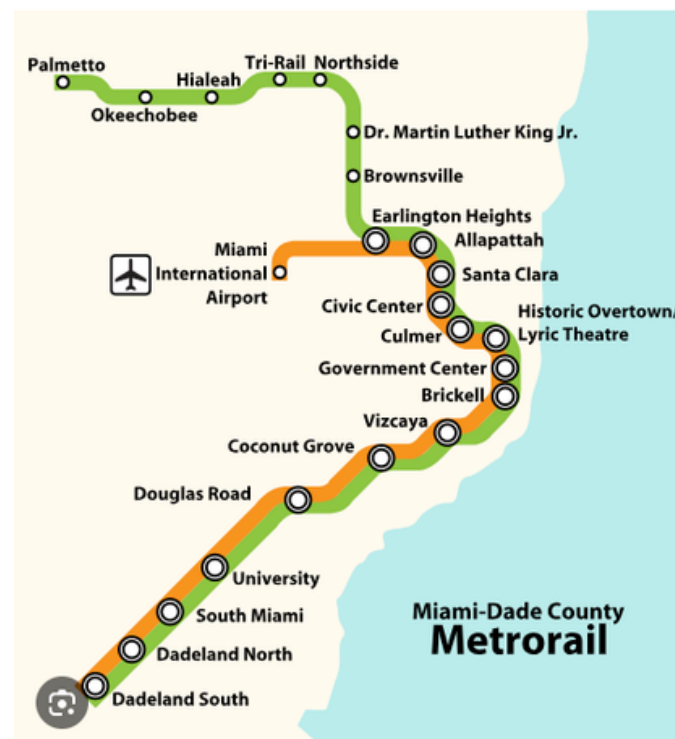 Palmetto
Okeechobee
Hialeah
Tri-Rail
Northside
Dr. Martin Luther King Jr.
Brownsville
Earlington Heights
Allapattah
Miami
International
Airport
Santa Clara
Civic Center
Culmer
Historic Overtown/
Lyric Theatre
Government Center
Brickell
Vizcaya
Coconut Grove
Douglas Road
University
South Miami
Dadeland North
Dadeland South
Miami-Dade County
Metrorail